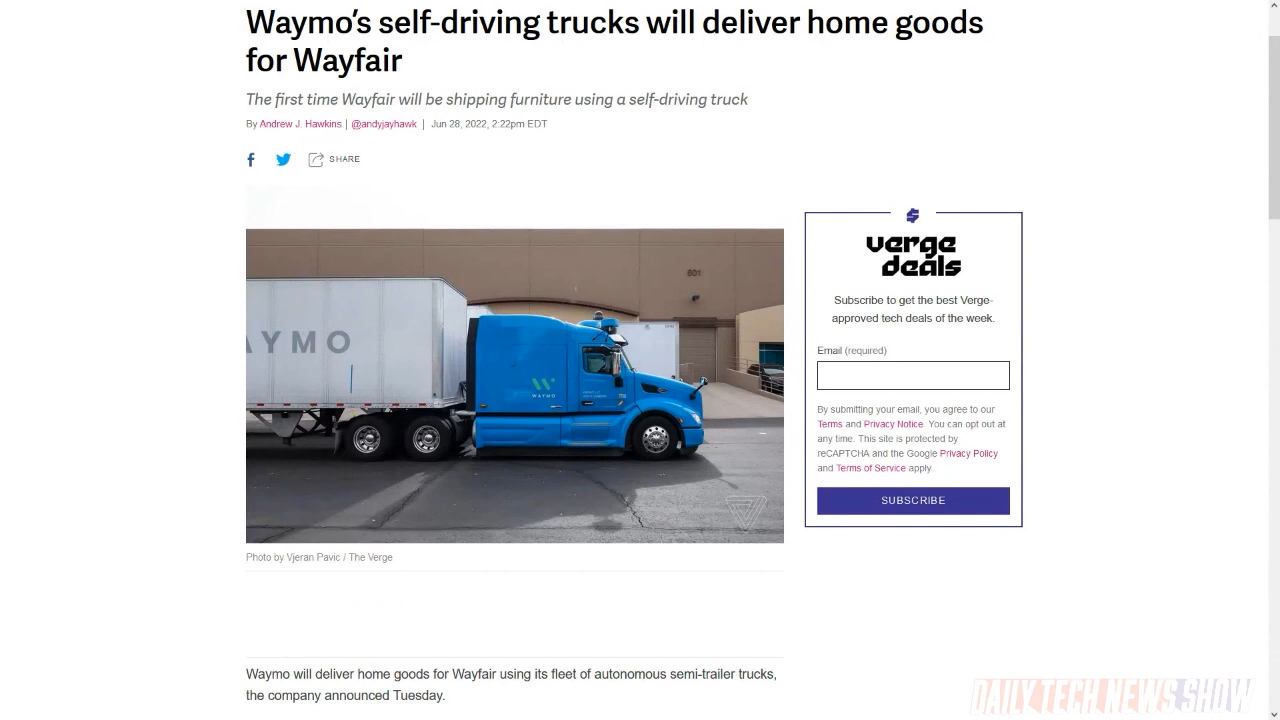 Waymo’s self-driving trucks will deliver home goods
for Wayfair
The first time Wayfair will be shipping furniture using a self-driving truck
By Andrew J. Hawkins | @andyjayhawk | Jun 28, 2022, 2:22pm EDT
SHARE
601
AYMO
WAYMO
Photo by Vjeran Pavic / The Verge
verge
deals
Subscribe to get the best Verge-
approved tech deals of the week.
Email (required)
By submitting your email, you agree to our
Terms and Privacy Notice. You can opt out at
any time. This site is protected by
reCAPTCHA and the Google Privacy Policy
and Terms of Service apply.
SUBSCRIBE
Waymo will deliver home goods for Wayfair using its fleet of autonomous semi-trailer trucks,
the company announced Tuesday.
DAILY TECH NEWS SHOW